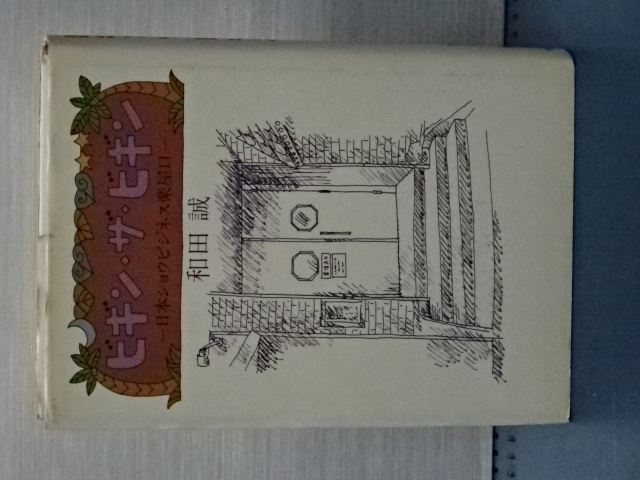 ビギン・ザ・ビギン
―日本ショウビジネス楽屋口―
和田 誠